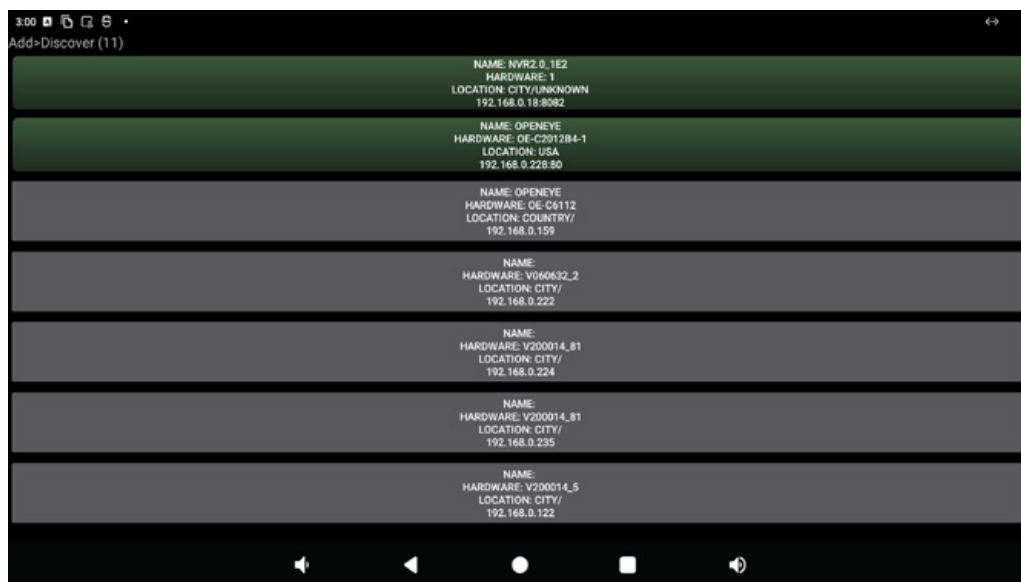 3:00
Add>Discover (11)
NAME: NVR2.0_1E2
HARDWARE: 1
LOCATION: CITY/UNKNOWN
192.168.0.18:8082
NAME: OPENEYE
HARDWARE: OE-C2012B4-1
LOCATION: USA
192.168.0.228:80
NAME: OPENEYE
HARDWARE: OE-C6112
LOCATION: COUNTRY/
192.168.0.159
NAME:
HARDWARE: V060632_2
LOCATION: CITY/
192.168.0.222
NAME:
HARDWARE: V200014_81
LOCATION: CITY/
192.168.0.224
NAME:
HARDWARE: V200014_81
LOCATION: CITY/
192.168.0.235
NAME:
HARDWARE: V200014_5
LOCATION: CITY/
192.168.0.122